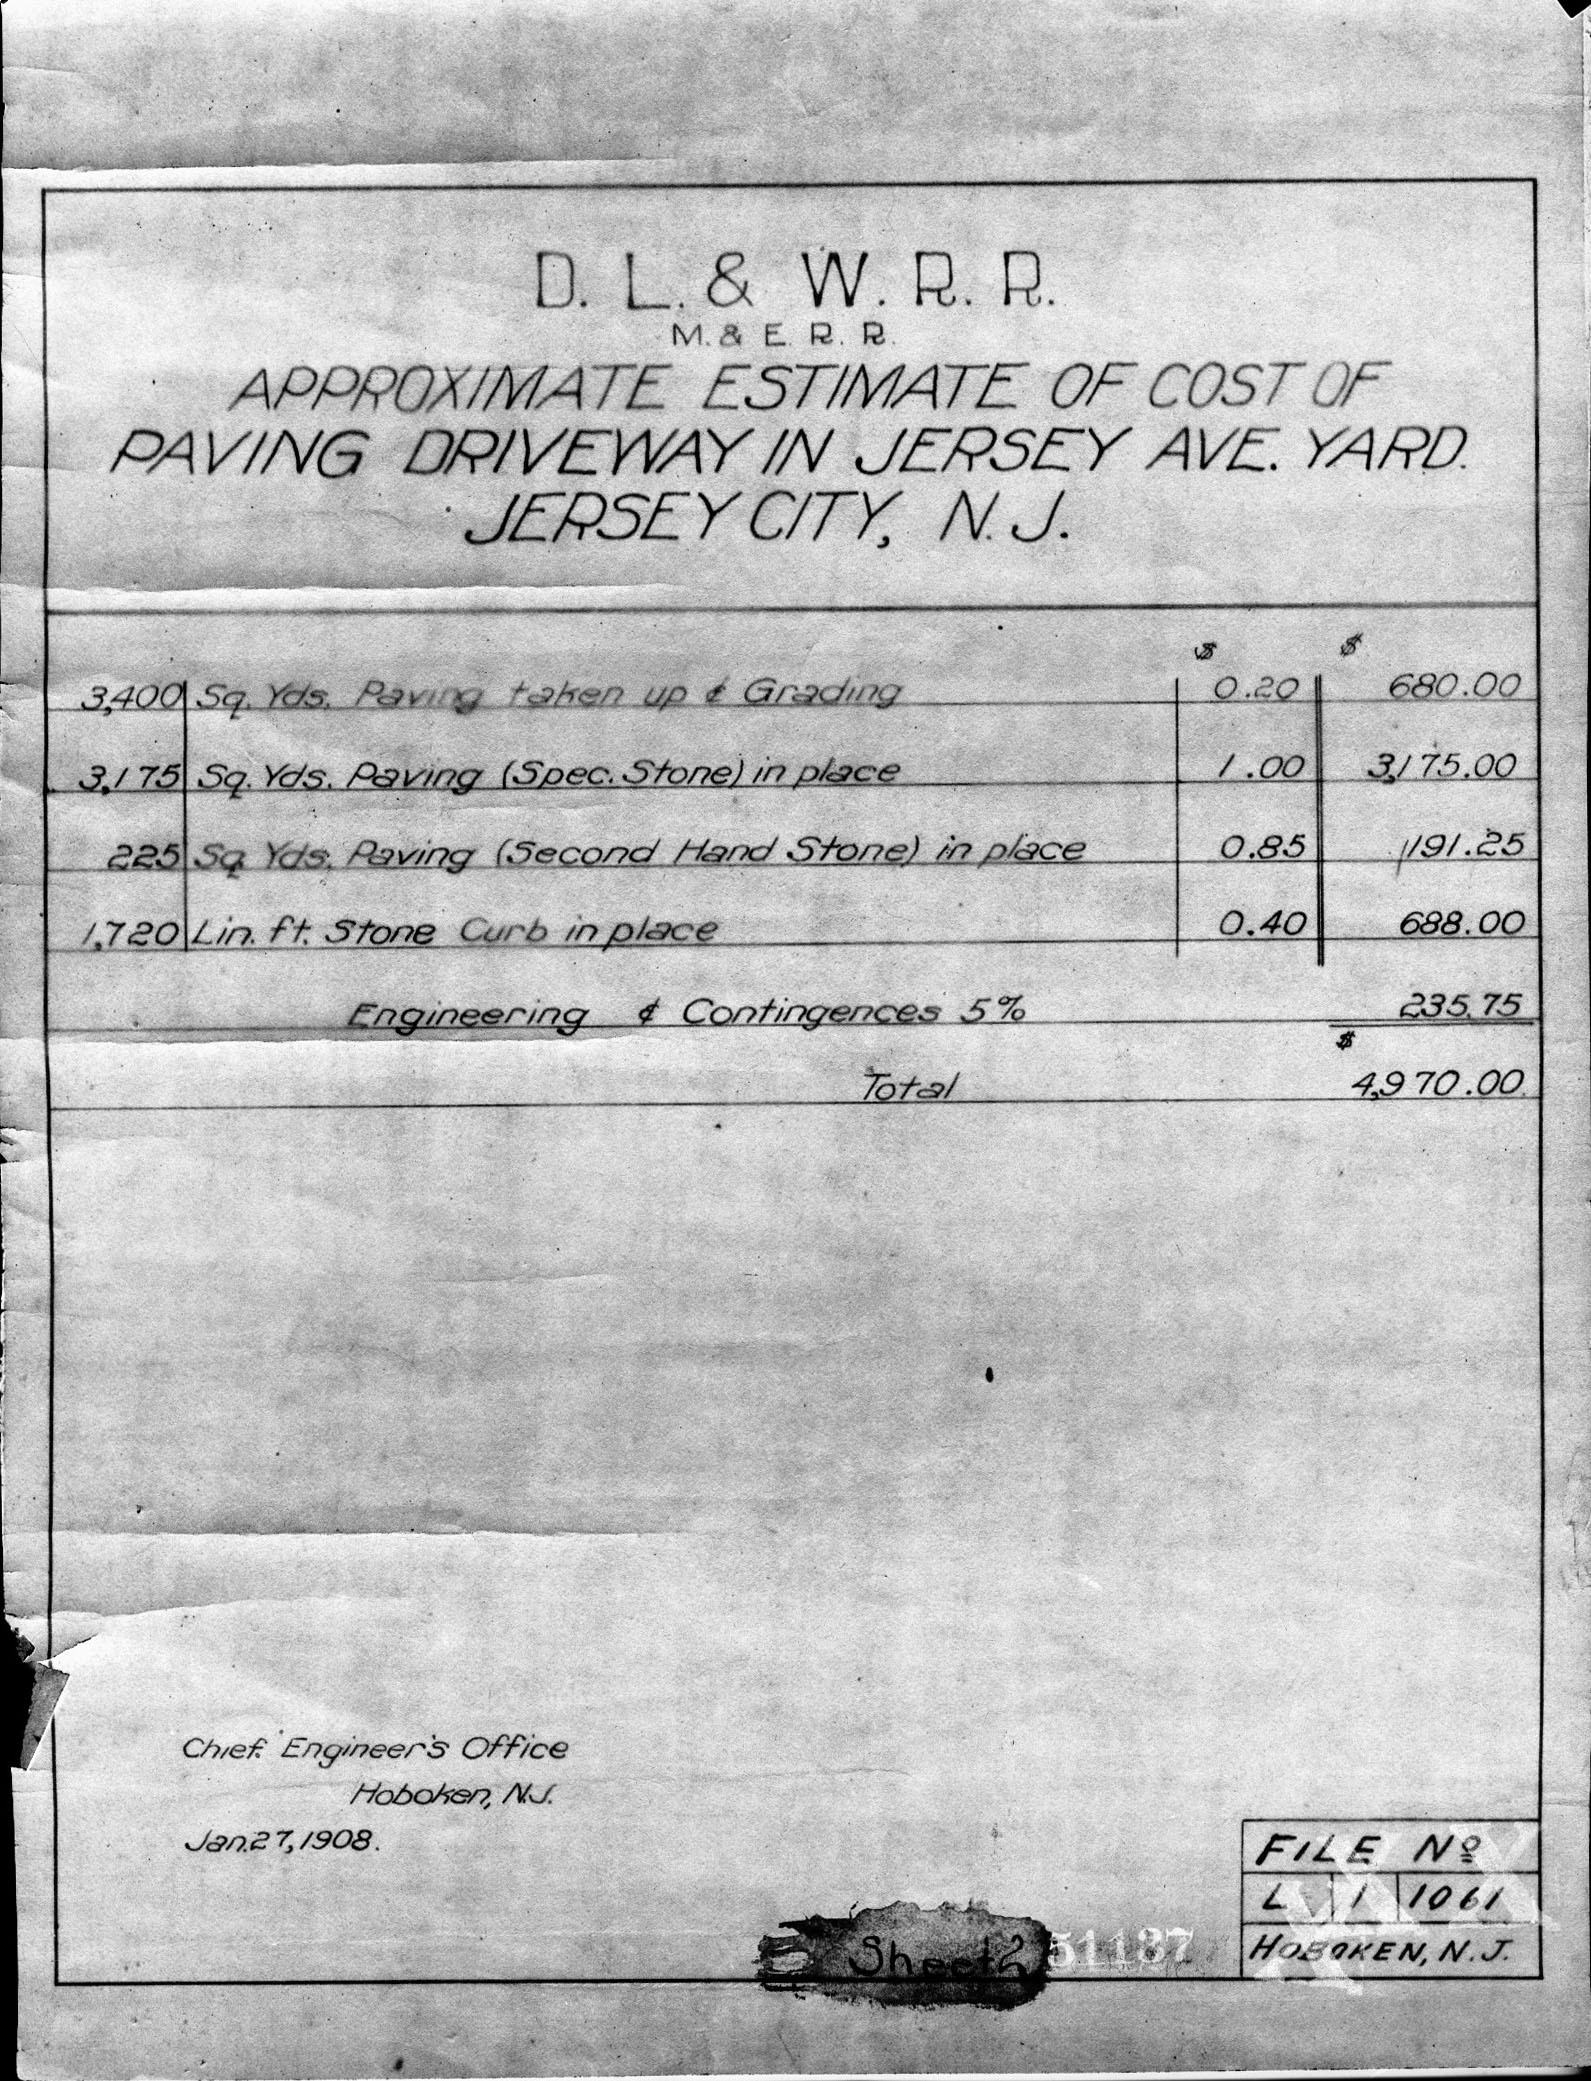 D. L. & W. R. R.
M. & E. R. R.
APPROXIMATE ESTIMATE OF COST OF
PAVING DRIVEWAY IN JERSEY AVE. YARD.
JERSEY CITY, N. J.
$ $
3,400 Sq. Yds. Paving taken up & Grading 0.20 680.00
3,175 Sq. Yds. Paving (Spec. Stone) in place 1.00 3,175.00
225 Sq. Yds. Paving (Second Hand Stone) in place 0.85 191.25
1,720 Lin. ft. Stone Curb in place 0.40 688.00
Engineering & Contingences 5% 235.75
$
Total 4,970.00
Chief Engineer's Office
Hoboken, N.J.
Jan. 27, 1908.
FILE Nº
L 1 1061
HOBOKEN, N. J.
Sheet 2 51137